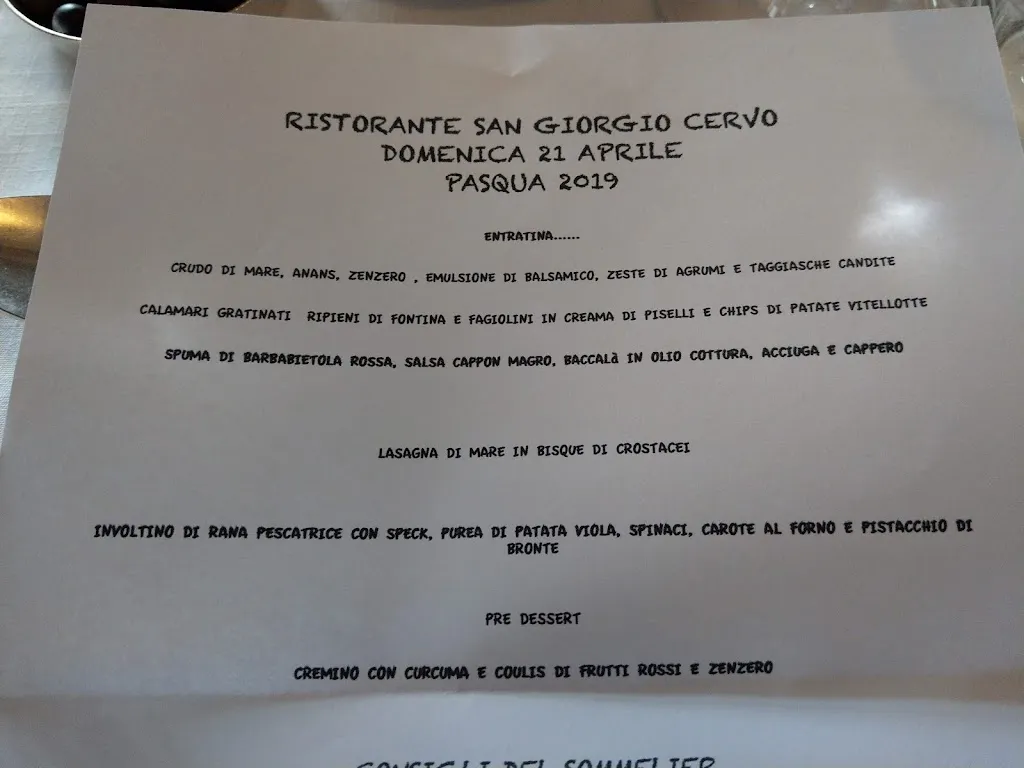 RISTORANTE SAN GIORGIO CERVO
DOMENICA 21 APRILE
PASQUA 2019
ENTRATINA......
CRUDO DI MARE, ANANS, ZENZERO , EMULSIONE DI BALSAMICO, ZESTE DI AGRUMI E TAGGIASCHE CANDITE
CALAMARI GRATINATI RIPIENI DI FONTINA E FAGIOLINI IN CREAMA DI PISELLI E CHIPS DI PATATE VITELLOTTE
SPUMA DI BARBABIETOLA ROSSA, SALSA CAPPON MAGRO, BACCALà IN OLIO COTTURA, ACCIUGA E CAPPERO
LASAGNA DI MARE IN BISQUE DI CROSTACEI
INVOLTINO DI RANA PESCATRICE CON SPECK, PUREA DI PATATA VIOLA, SPINACI, CAROTE AL FORNO E PISTACCHIO DI
BRONTE
PRE DESSERT
CREMINO CON CURCUMA E COULIS DI FRUTTI ROSSI E ZENZERO
CONSIGLI DEL SOMMELIER